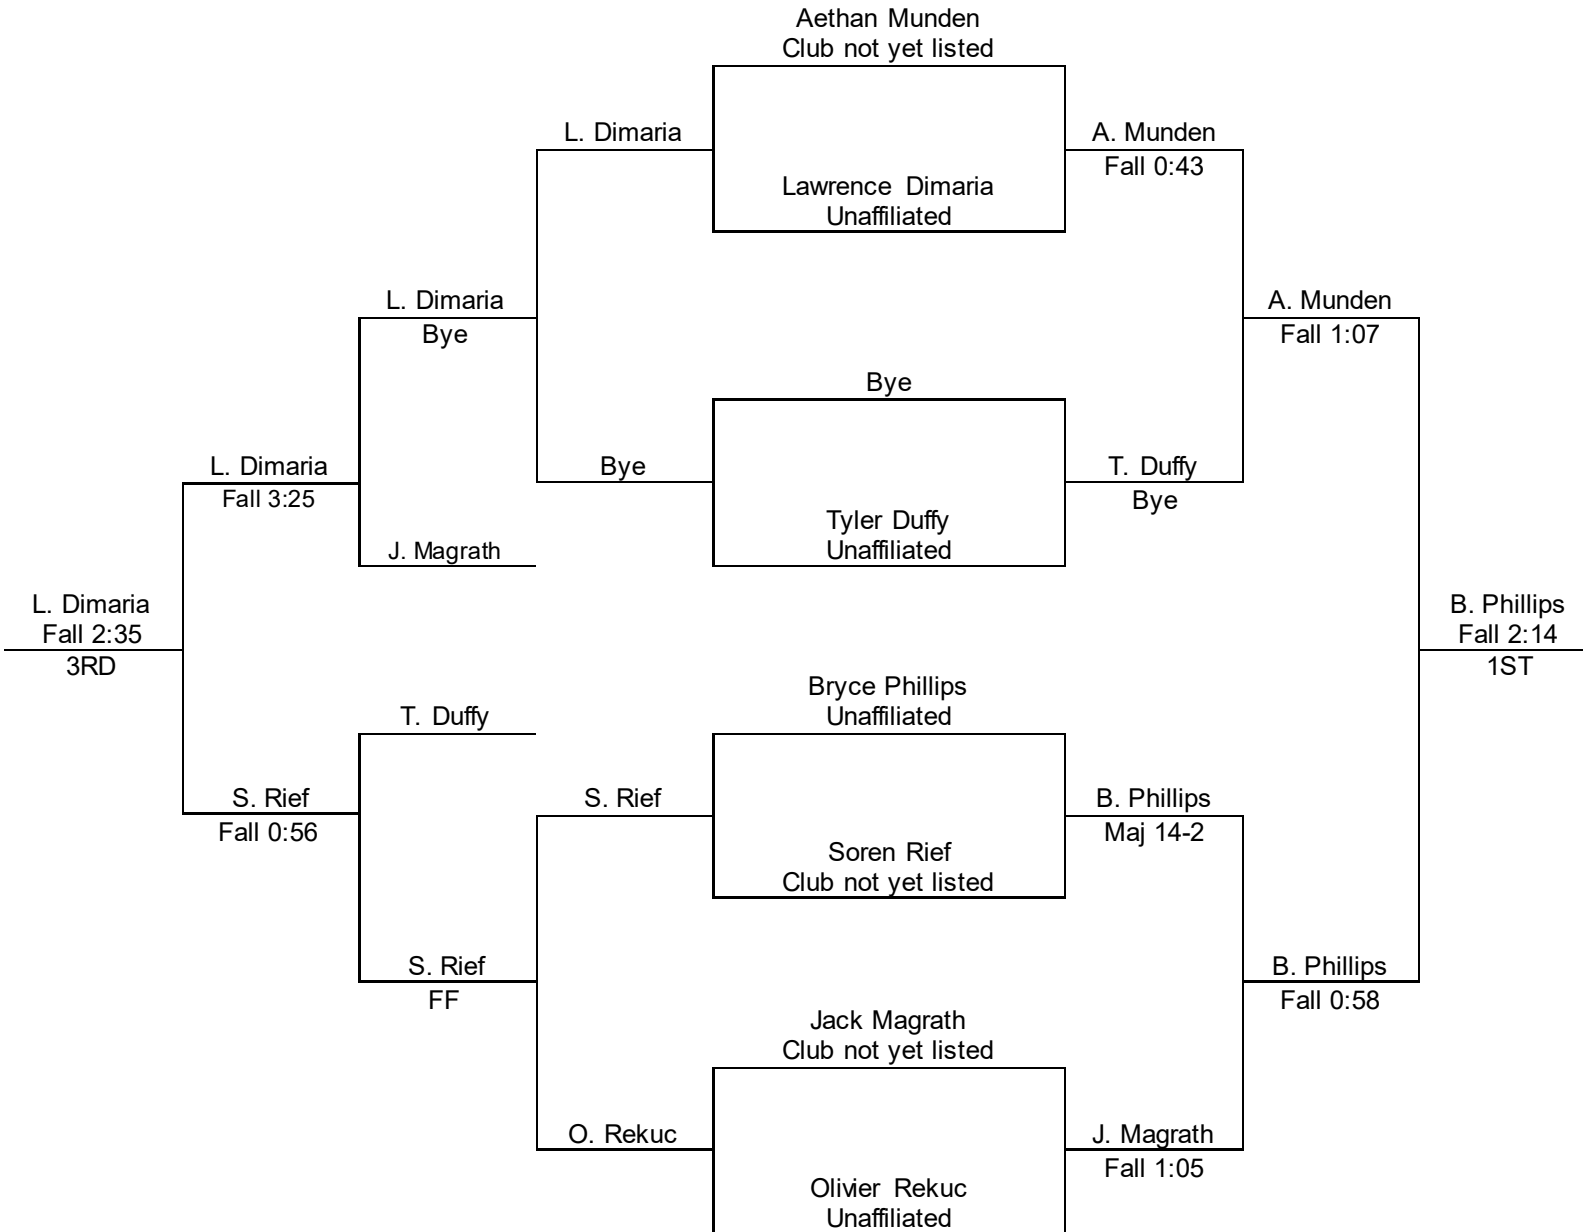 Aethan Munden
Club not yet listed
L. Dimaria
A. Munden
Fall 0:43
Lawrence Dimaria
Unaffiliated
L. Dimaria
Bye
A. Munden
Fall 1:07
Bye
L. Dimaria
Fall 3:25
Bye
T. Duffy
Bye
Tyler Duffy
Unaffiliated
J. Magrath
L. Dimaria
Fall 2:35
3RD
B. Phillips
Fall 2:14
1ST
Bryce Phillips
Unaffiliated
T. Duffy
S. Rief
Fall 0:56
S. Rief
B. Phillips
Maj 14-2
Soren Rief
Club not yet listed
S. Rief
FF
B. Phillips
Fall 0:58
Jack Magrath
Club not yet listed
O. Rekuc
J. Magrath
Fall 1:05
Olivier Rekuc
Unaffiliated